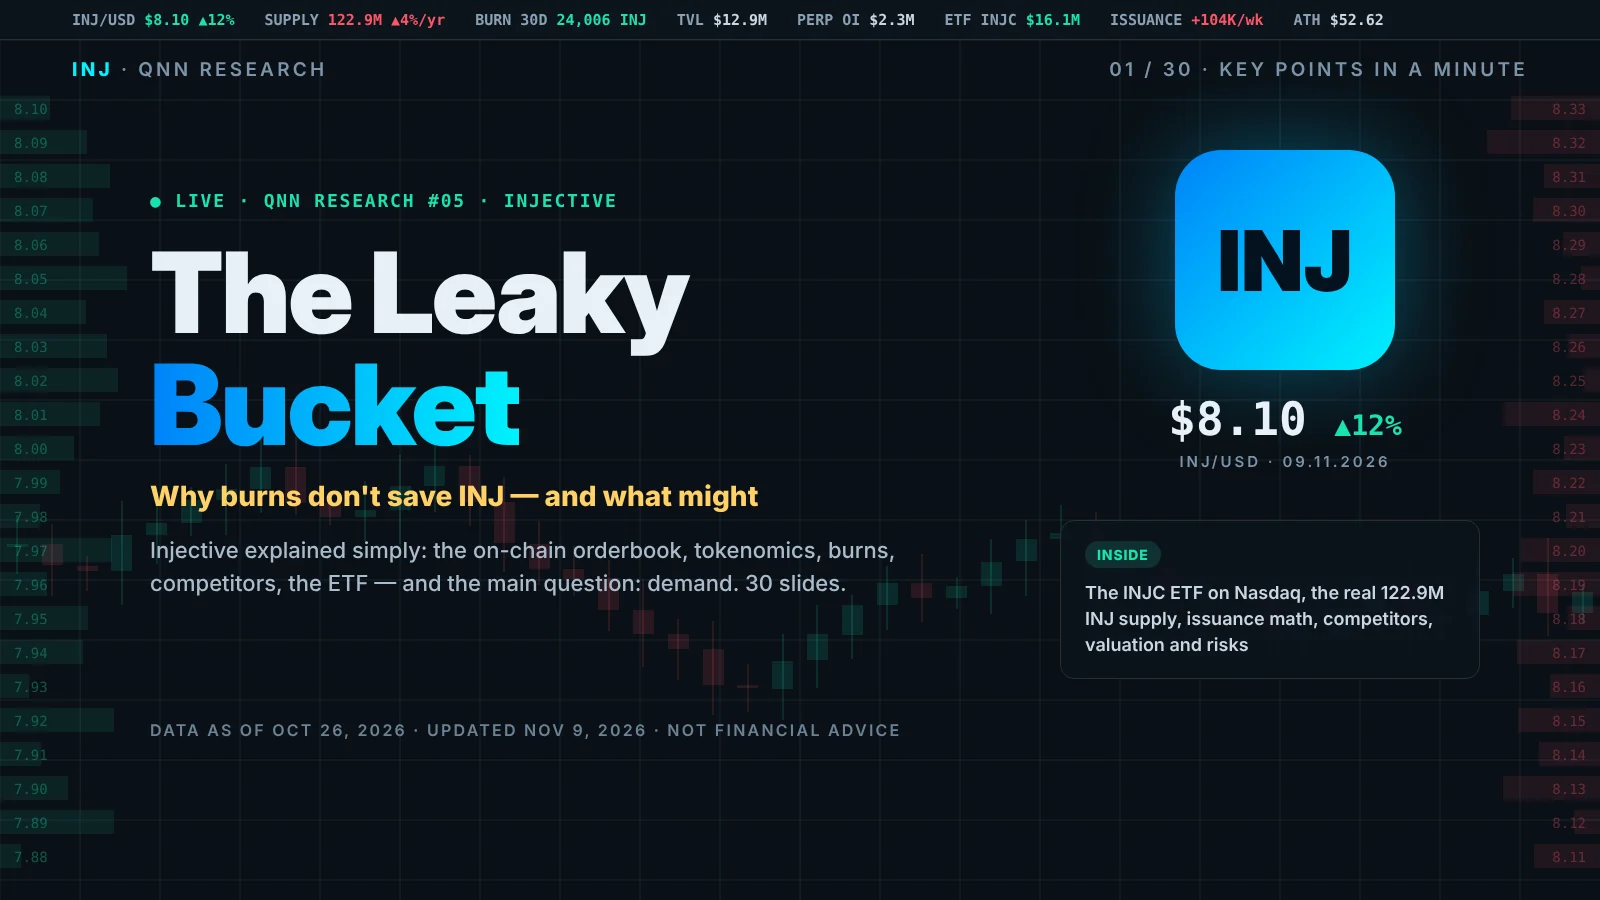 INJ/USD $8.10 ▲12% SUPPLY 122.9M ▲4%/yr BURN 30D 24,006 INJ TVL $12.9M PERP OI $2.3M ETF INJC $16.1M ISSUANCE +104K/wk ATH $52.62
INJ · QNN RESEARCH
01 / 30 · KEY POINTS IN A MINUTE
● LIVE · QNN RESEARCH #05 · INJECTIVE
The Leaky
Bucket
Why burns don't save INJ — and what might
Injective explained simply: the on-chain orderbook, tokenomics, burns,
competitors, the ETF — and the main question: demand. 30 slides.
DATA AS OF OCT 26, 2026 · UPDATED NOV 9, 2026 · NOT FINANCIAL ADVICE
INJ
$8.10 ▲12%
INJ/USD · 09.11.2026
INSIDE
The INJC ETF on Nasdaq, the real 122.9M
INJ supply, issuance math, competitors,
valuation and risks
8.10
8.09
8.08
8.07
8.06
8.05
8.04
8.03
8.02
8.01
8.00
7.99
7.98
7.97
7.96
7.95
7.94
7.93
7.92
7.91
7.90
7.89
7.88
8.33
8.32
8.31
8.30
8.29
8.28
8.27
8.26
8.25
8.24
8.23
8.22
8.21
8.20
8.19
8.18
8.17
8.16
8.15
8.14
8.13
8.12
8.11